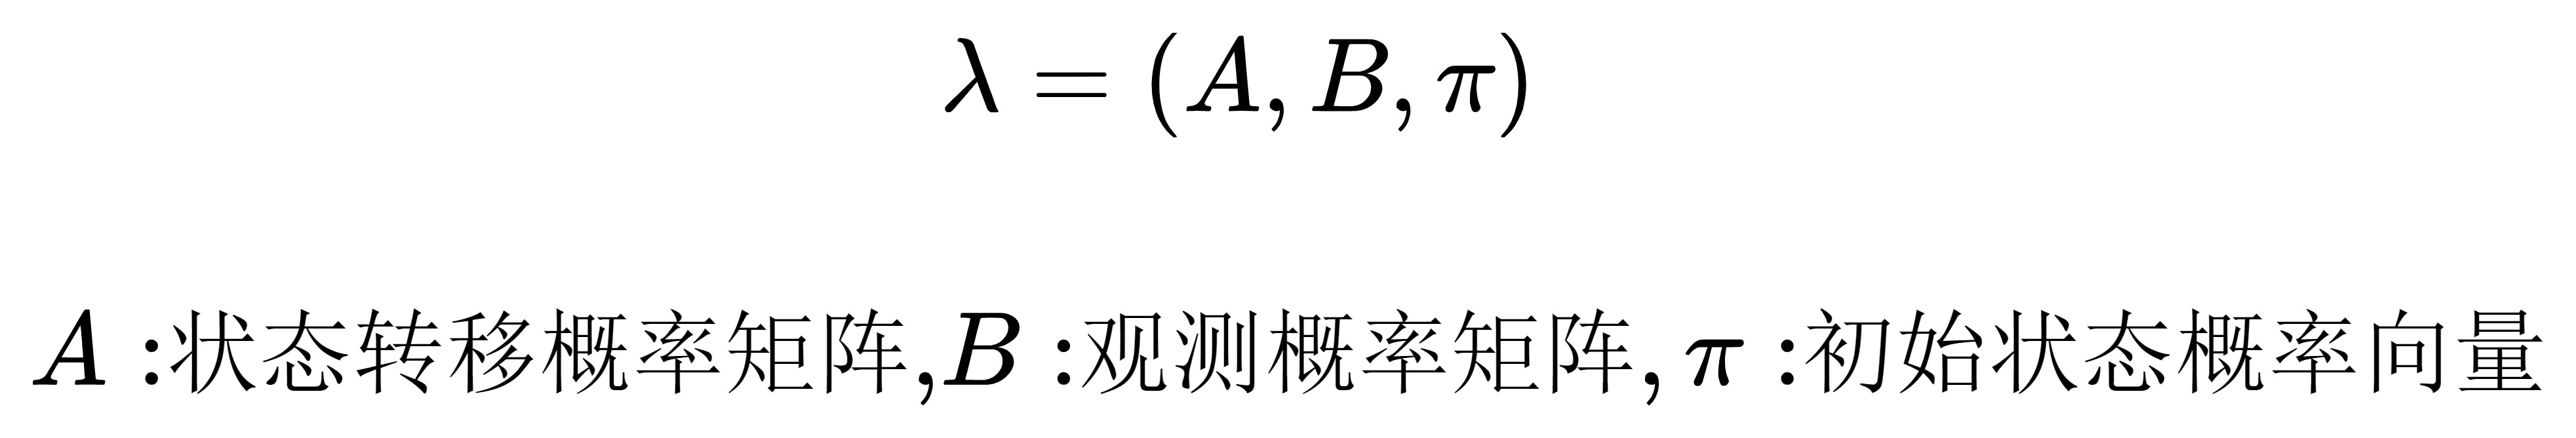 λ = (A, B, π)
A :状态转移概率矩阵,B :观测概率矩阵, π :初始状态概率向量